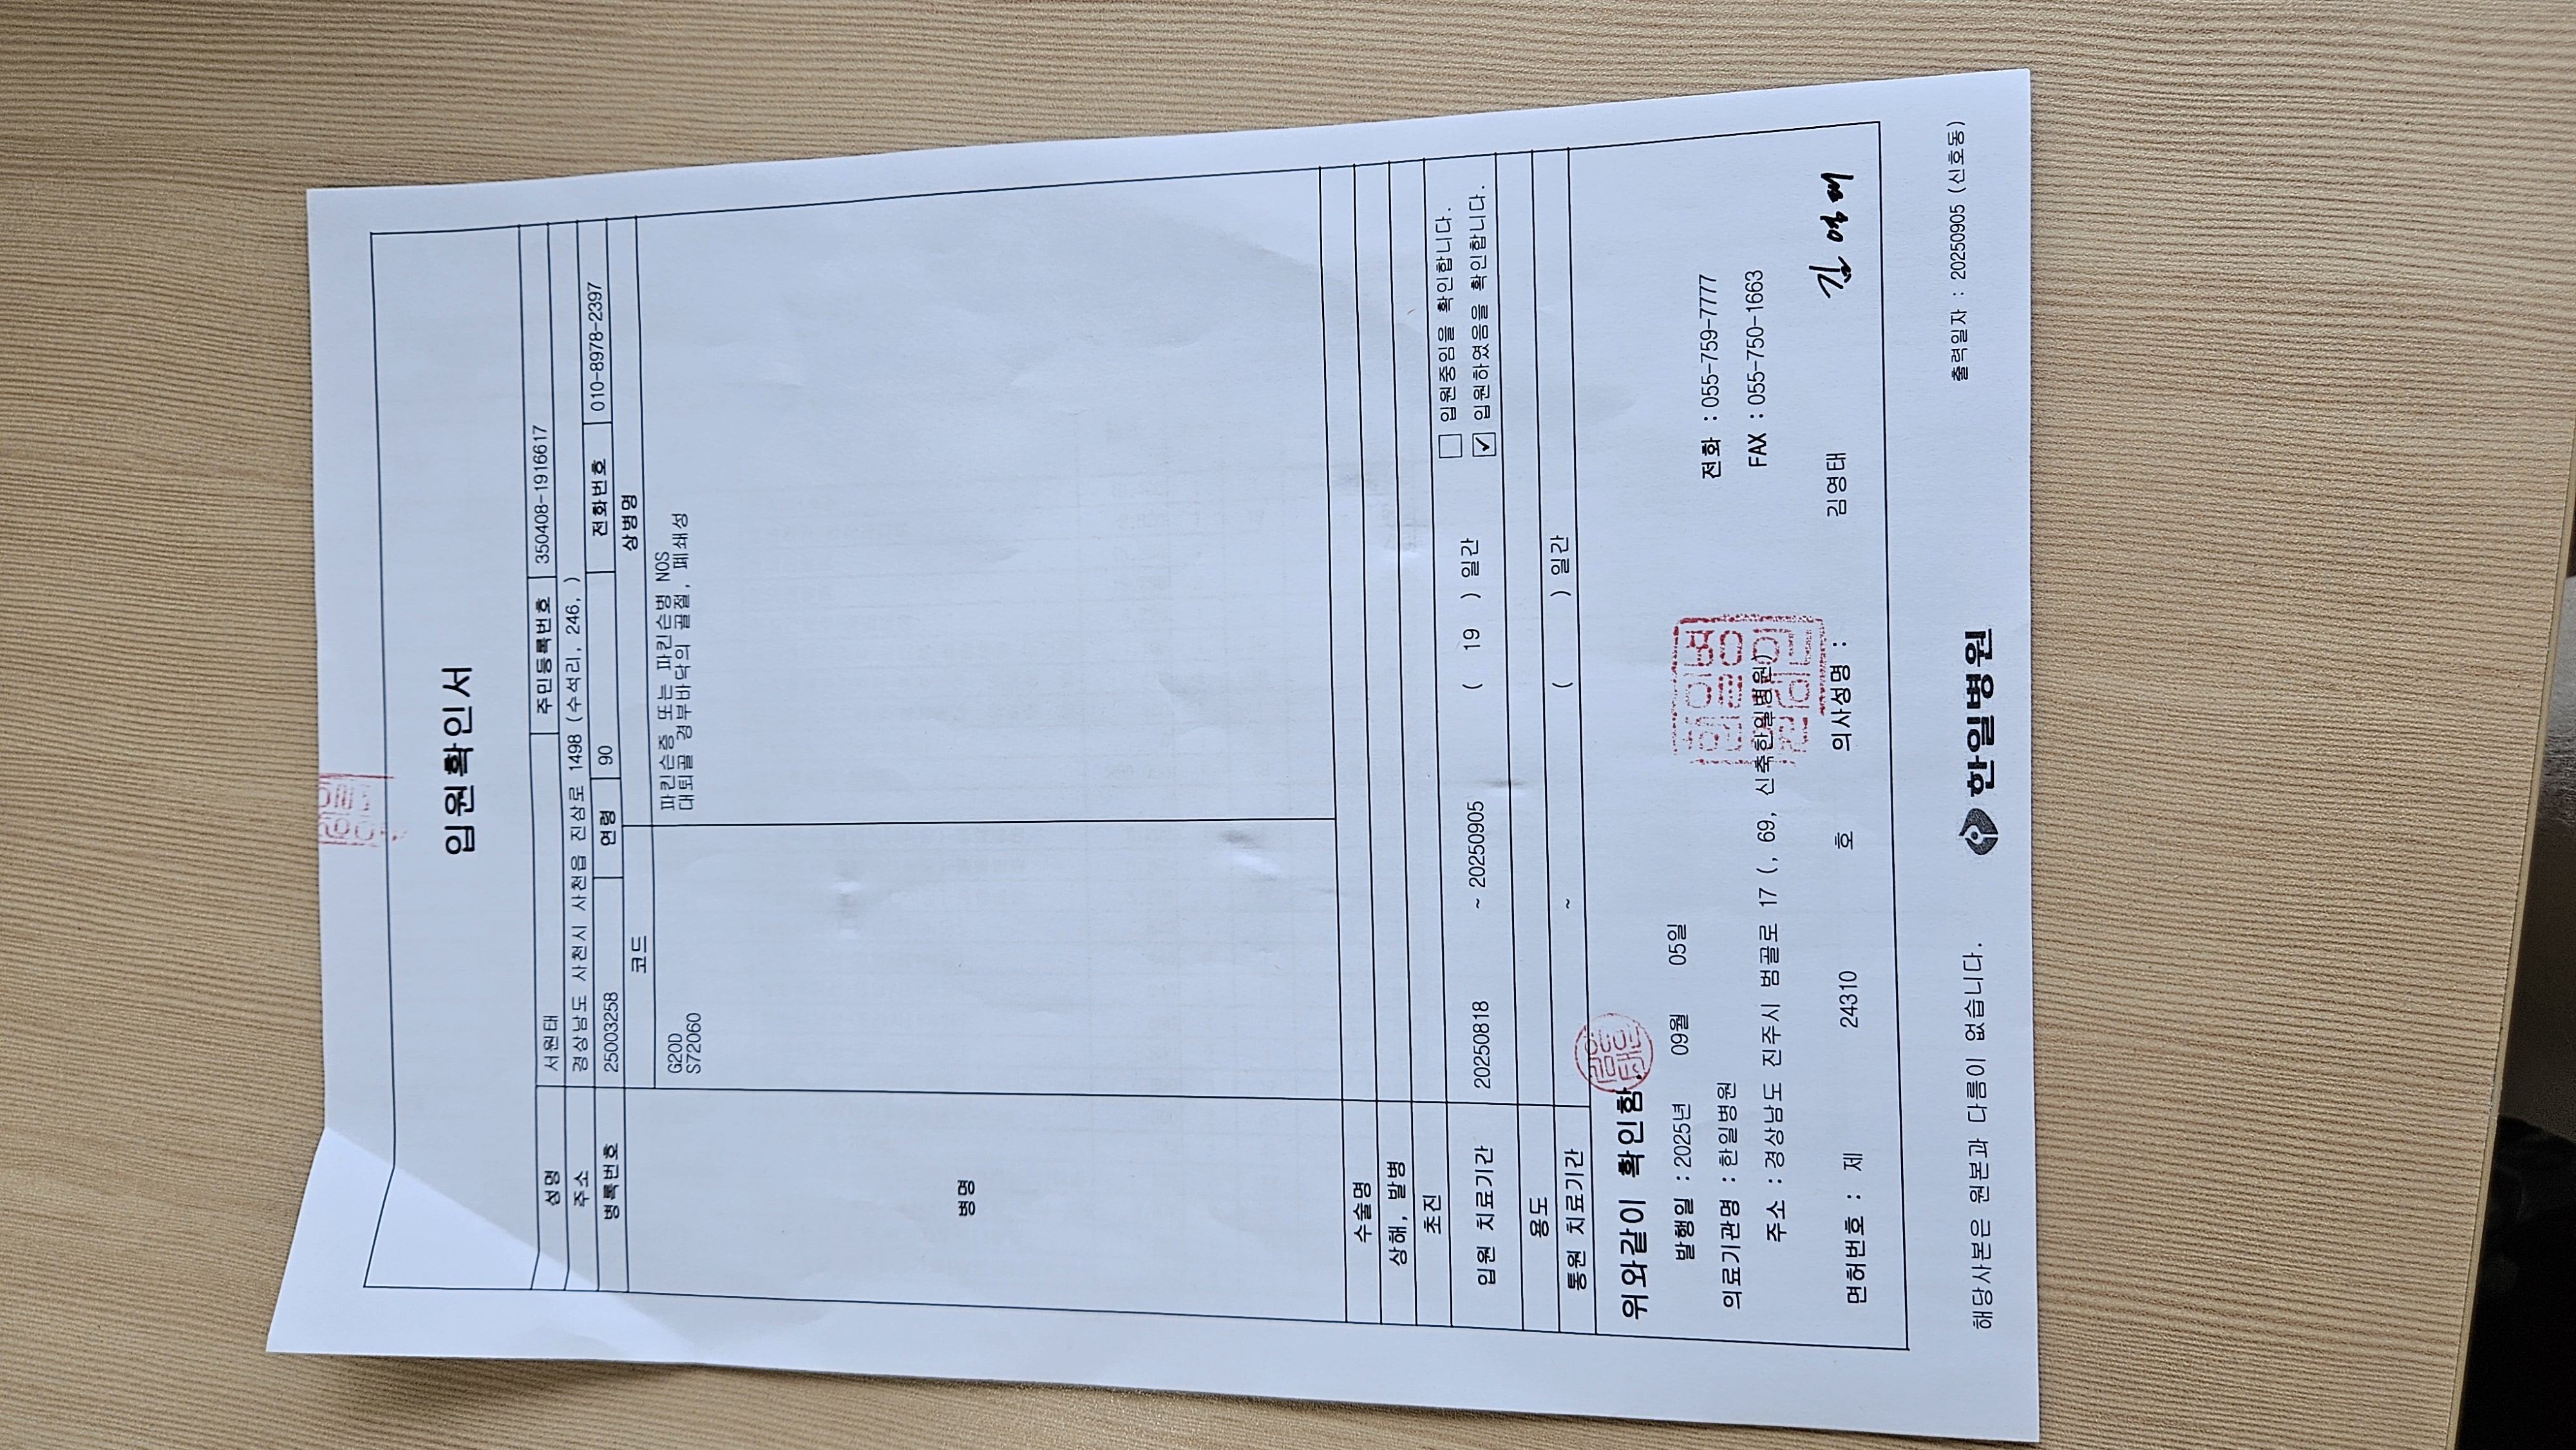 입원확인서
성명 서원태 주민등록번호 350408-1916617
주소 경상남도 사천시 사천읍 진삼로 1498 (수석리, 246, )
병록번호 25003258 연령 90 전화번호 010-8978-2397
병명 코드 상병명
G20D 파킨슨증 또는 파킨슨병 NOS
S72060 대퇴골 경부바닥의 골절, 폐쇄성
수술명
상해, 발병
초진
입원 치료기간 20250818 ~ 20250905 ( 19 ) 일간
☐ 입원중임을 확인합니다.
☑ 입원하였음을 확인합니다.
용도
통원 치료기간 ~ ( ) 일간
위와같이 확인함.
발행일 : 2025년 09월 05일
의료기관명 : 한일병원 전화 : 055-759-7777
주소 : 경상남도 진주시 범골로 17 (, 69, 신축한일병원) FAX : 055-750-1663
면허번호 : 제 24310 호 의사성명 : 김영태 김영태
해당사본은 원본과 다름이 없습니다. 한일병원 출력일자 : 20250905 (신호동)